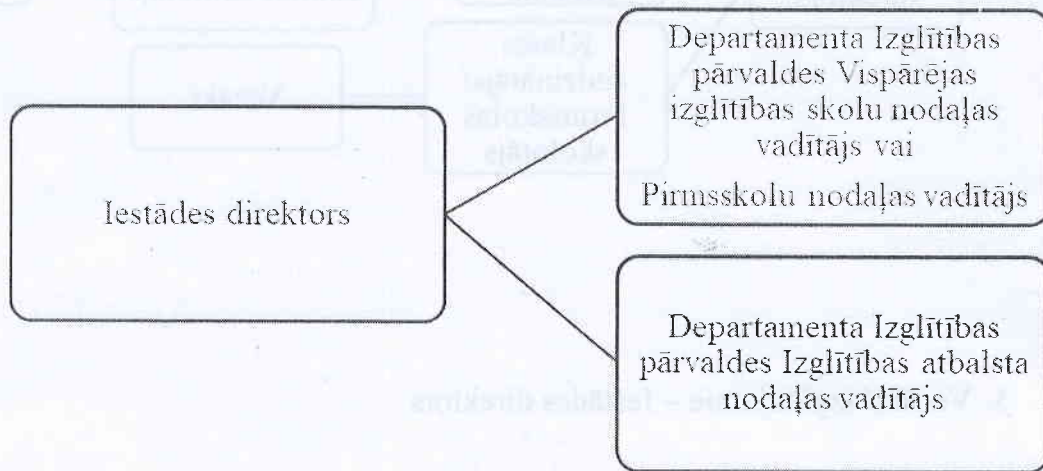 Iestādes direktors
Departamenta Izglītības
pārvaldes Vispārējas
izglītības skolu nodaļas
vadītājs vai
Pirmsskolu nodaļas vadītājs
Departamenta Izglītības
pārvaldes Izglītības atbalsta
nodaļas vadītājs